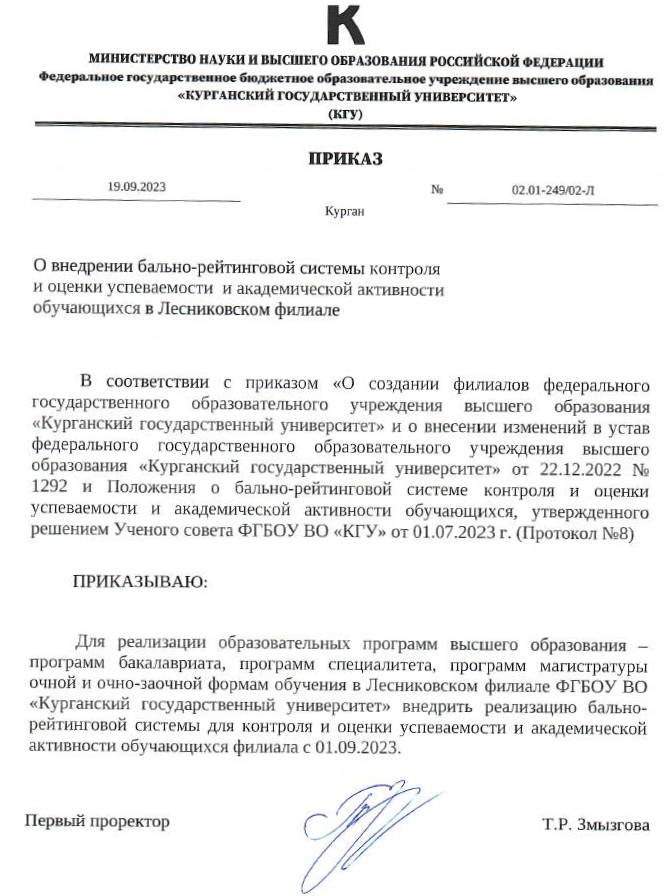 К
МИНИСТЕРСТВО НАУКИ И ВЫСШЕГО ОБРАЗОВАНИЯ РОССИЙСКОЙ ФЕДЕРАЦИИ
Федеральное государственное бюджетное образовательное учреждение высшего образования
«КУРГАНСКИЙ ГОСУДАРСТВЕННЫЙ УНИВЕРСИТЕТ»
(КГУ)
ПРИКАЗ
19.09.2023 № 02.01-249/02-Л
Курган
О внедрении бально-рейтинговой системы контроля
и оценки успеваемости и академической активности
обучающихся в Лесниковском филиале
В соответствии с приказом «О создании филиалов федерального
государственного образовательного учреждения высшего образования
«Курганский государственный университет» и о внесении изменений в устав
федерального государственного образовательного учреждения высшего
образования «Курганский государственный университет» от 22.12.2022 №
1292 и Положения о бально-рейтинговой системе контроля и оценки
успеваемости и академической активности обучающихся, утвержденного
решением Ученого совета ФГБОУ ВО «КГУ» от 01.07.2023 г. (Протокол №8)
ПРИКАЗЫВАЮ:
Для реализации образовательных программ высшего образования –
программ бакалавриата, программ специалитета, программ магистратуры
очной и очно-заочной формам обучения в Лесниковском филиале ФГБОУ ВО
«Курганский государственный университет» внедрить реализацию бально-
рейтинговой системы для контроля и оценки успеваемости и академической
активности обучающихся филиала с 01.09.2023.
Первый проректор Т.Р. Змызгова